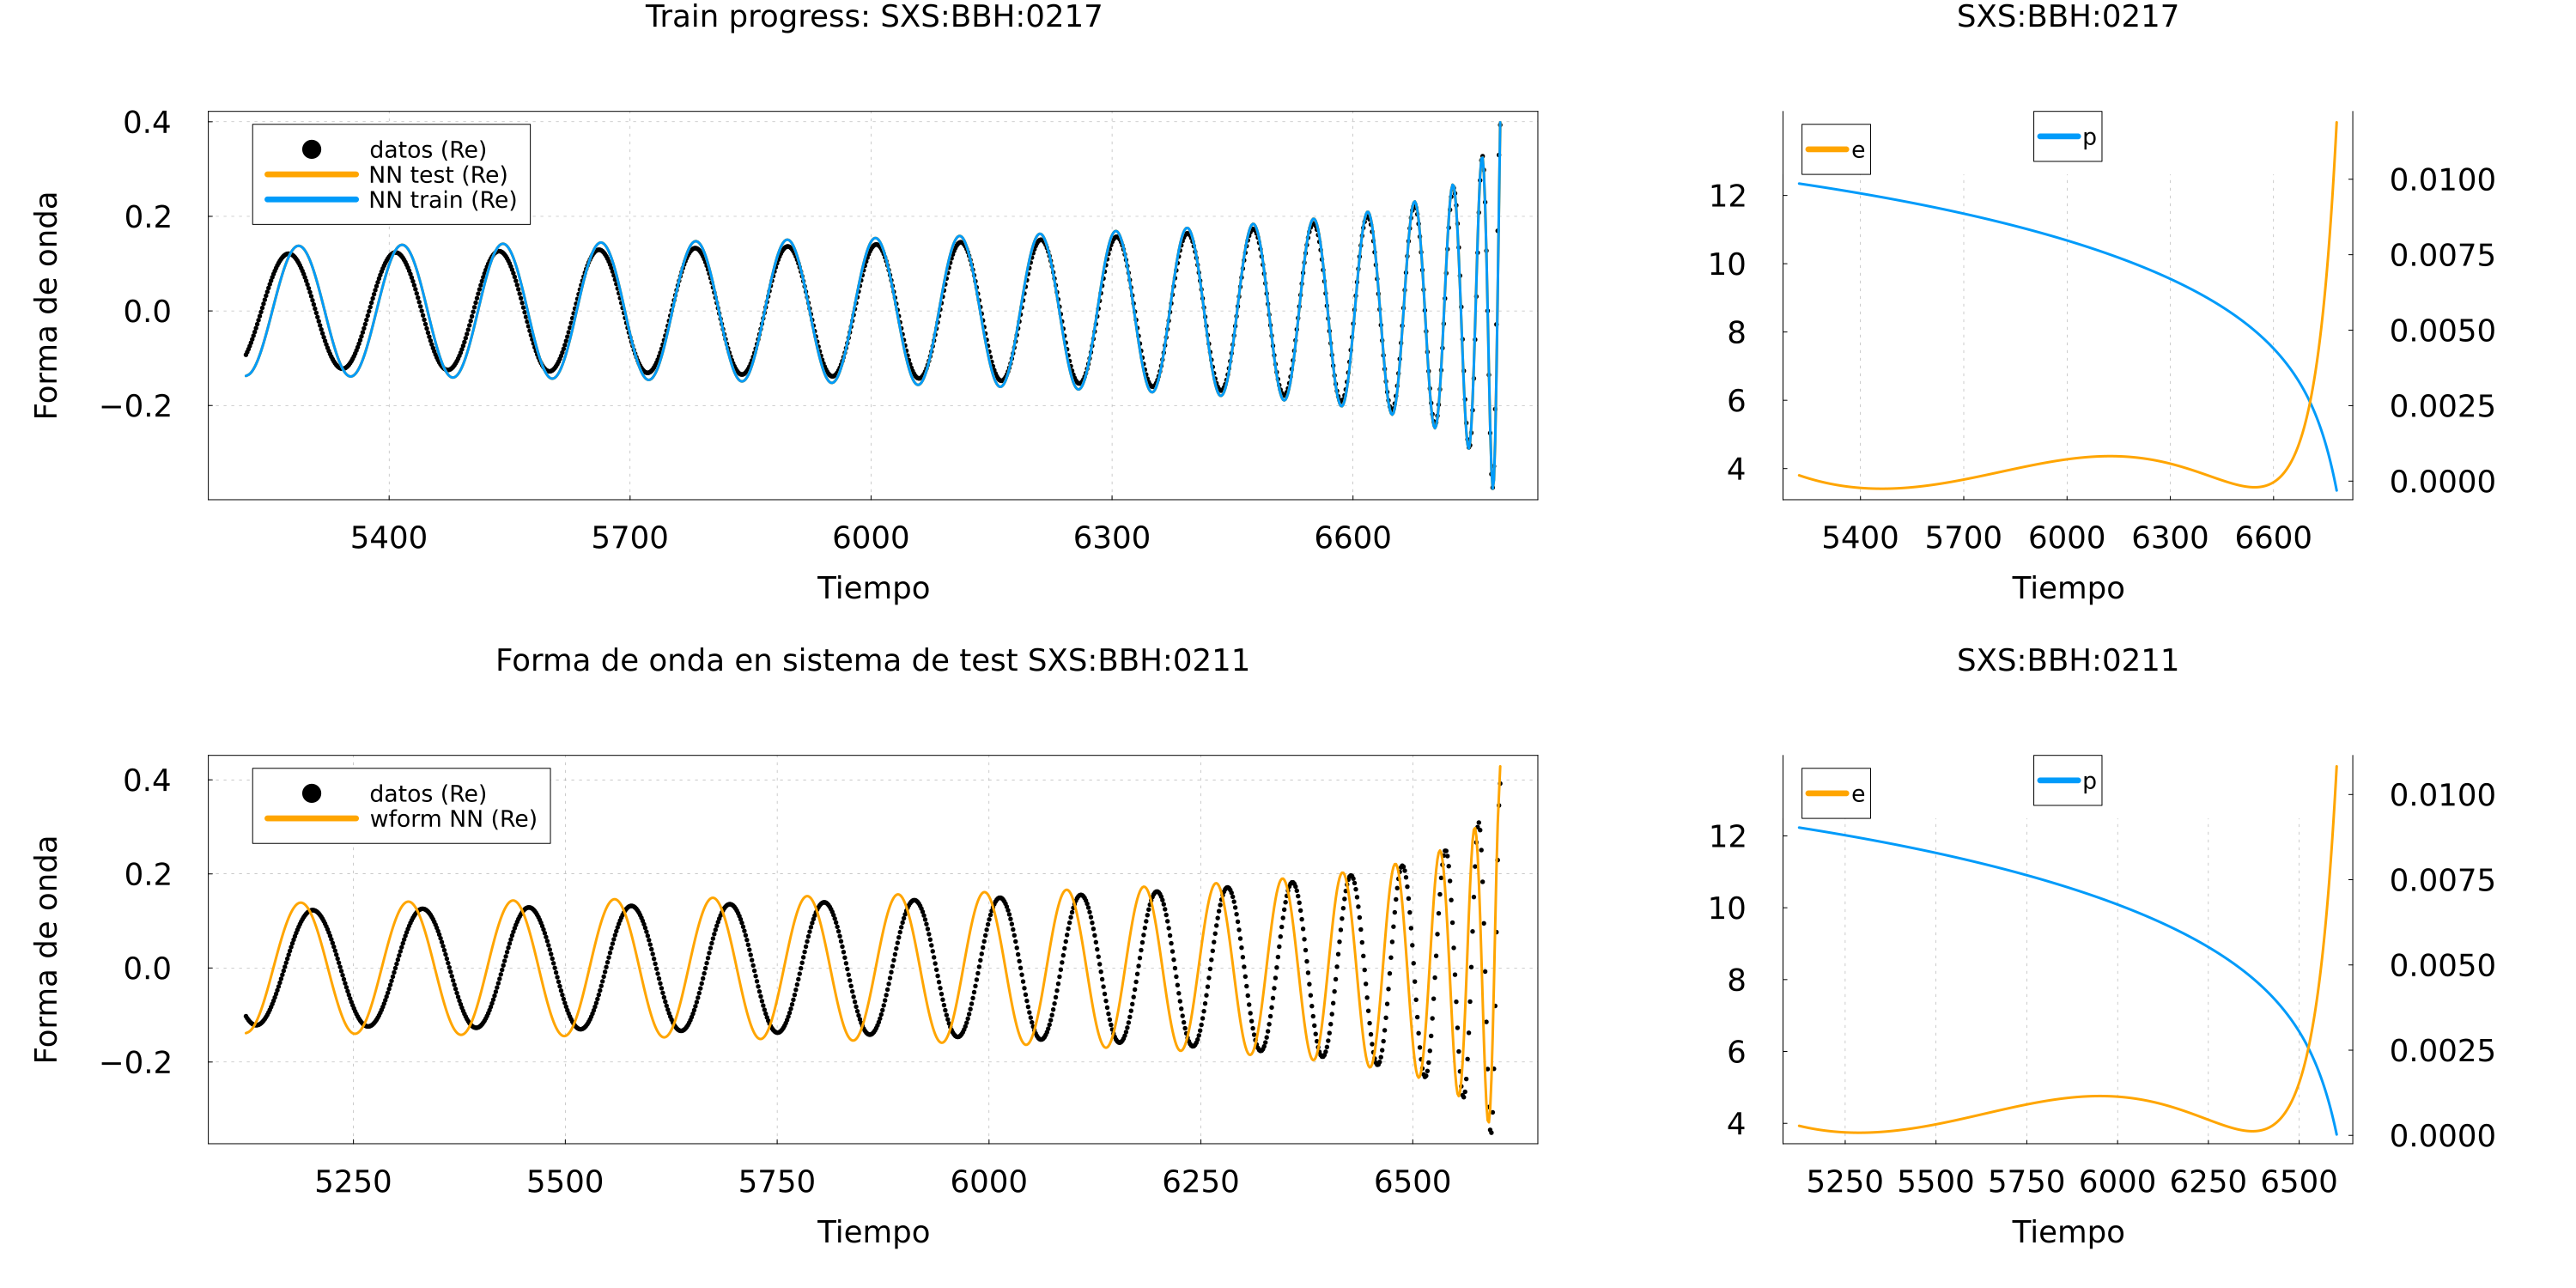 Train progress: SXS:BBH:0217
0.4
0.2
0.0
−0.2
Forma de onda
datos (Re)
NN test (Re)
NN train (Re)
5400 5700 6000 6300 6600
Tiempo
SXS:BBH:0217
e
p
12
10
8
6
4
0.0100
0.0075
0.0050
0.0025
0.0000
5400 5700 6000 6300 6600
Tiempo
Forma de onda en sistema de test SXS:BBH:0211
0.4
0.2
0.0
−0.2
Forma de onda
datos (Re)
wform NN (Re)
5250 5500 5750 6000 6250 6500
Tiempo
SXS:BBH:0211
e
p
12
10
8
6
4
0.0100
0.0075
0.0050
0.0025
0.0000
5250 5500 5750 6000 6250 6500
Tiempo